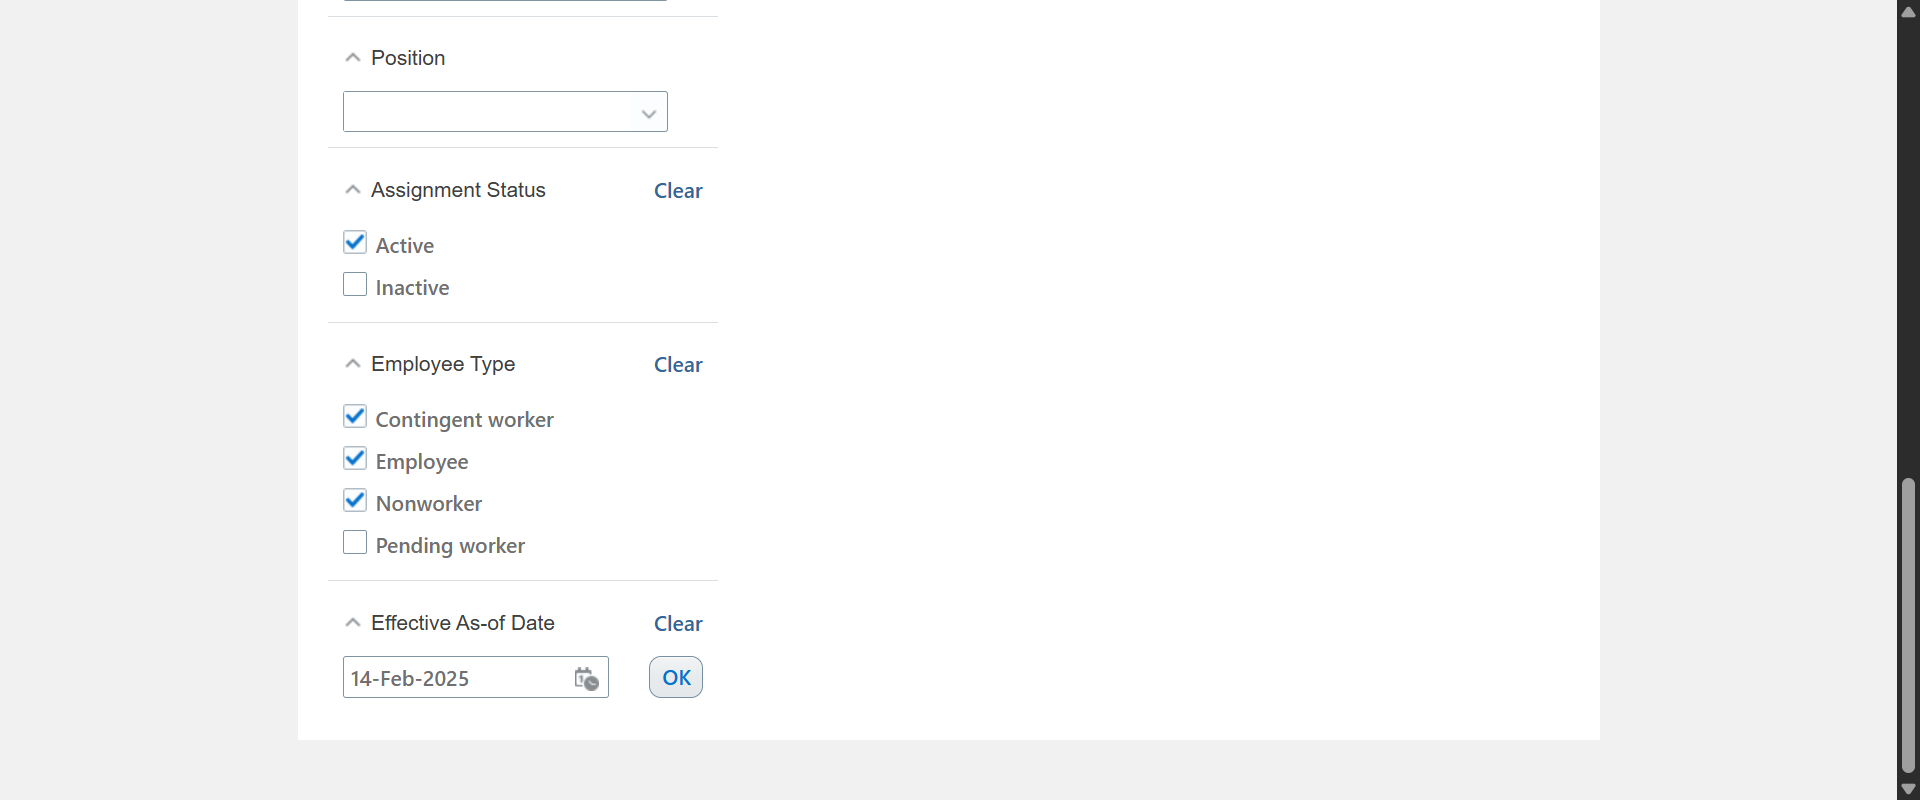 Position
Assignment Status Clear
Active
Inactive
Employee Type Clear
Contingent worker
Employee
Nonworker
Pending worker
Effective As-of Date Clear
14-Feb-2025 OK